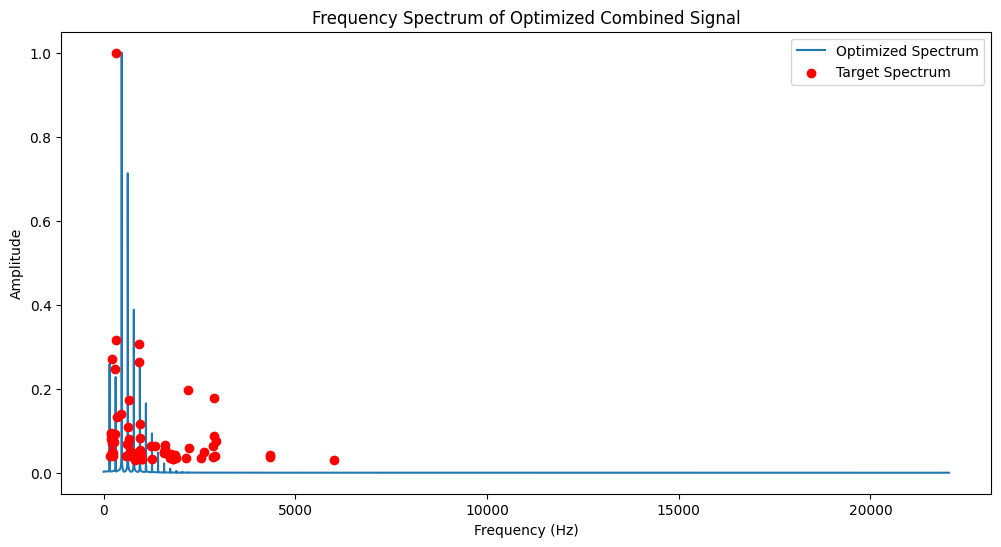 Frequency Spectrum of Optimized Combined Signal
Optimized Spectrum
Target Spectrum
1.0
0.8
0.6
0.4
0.2
0.0
Amplitude
0
5000
10000
15000
20000
Frequency (Hz)